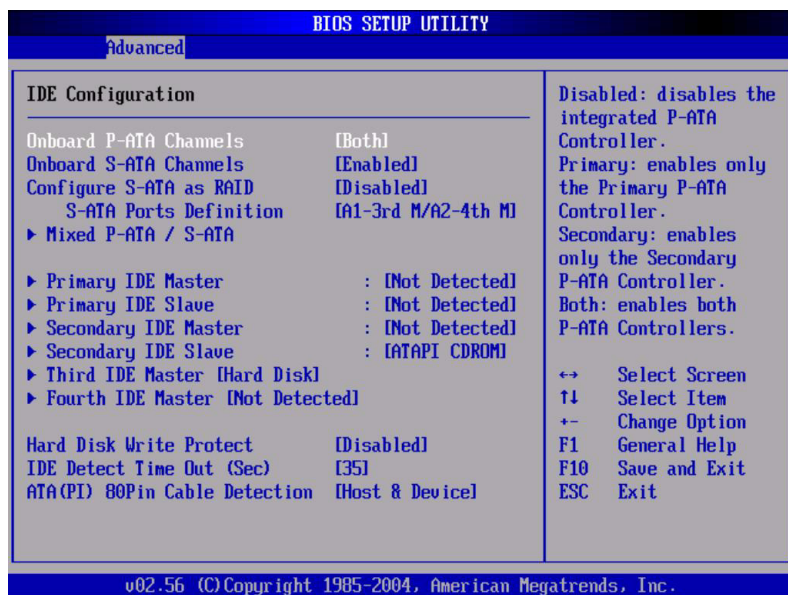 BIOS SETUP UTILITY
Advanced
IDE Configuration
Onboard P-ATA Channels [Both]
Onboard S-ATA Channels [Enabled]
Configure S-ATA as RAID [Disabled]
S-ATA Ports Definition [A1-3rd M/A2-4th M]
▶ Mixed P-ATA / S-ATA
▶ Primary IDE Master : [Not Detected]
▶ Primary IDE Slave : [Not Detected]
▶ Secondary IDE Master : [Not Detected]
▶ Secondary IDE Slave : [ATAPI CDROM]
▶ Third IDE Master [Hard Disk]
▶ Fourth IDE Master [Not Detected]
Hard Disk Write Protect [Disabled]
IDE Detect Time Out (Sec) [35]
ATA(PI) 80Pin Cable Detection [Host & Device]
Disabled: disables the
integrated P-ATA
Controller.
Primary: enables only
the Primary P-ATA
Controller.
Secondary: enables
only the Secondary
P-ATA Controller.
Both: enables both
P-ATA Controllers.
↔ Select Screen
↑↓ Select Item
+- Change Option
F1 General Help
F10 Save and Exit
ESC Exit
v02.56 (C)Copyright 1985-2004, American Megatrends, Inc.